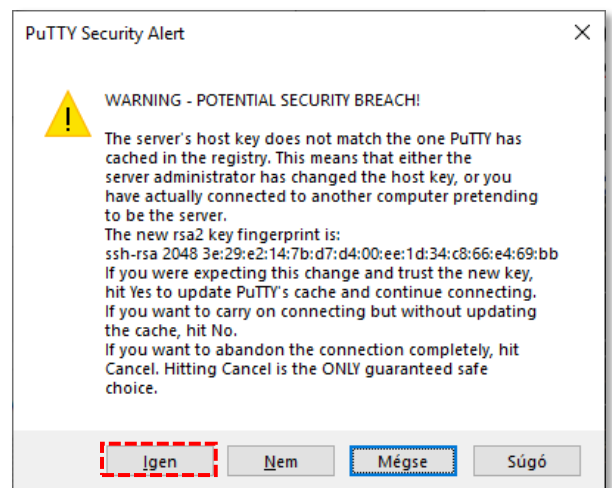 PuTTY Security Alert
WARNING - POTENTIAL SECURITY BREACH!
The server's host key does not match the one PuTTY has
cached in the registry. This means that either the
server administrator has changed the host key, or you
have actually connected to another computer pretending
to be the server.
The new rsa2 key fingerprint is:
ssh-rsa 2048 3e:29:e2:14:7b:d7:d4:00:ee:1d:34:c8:66:e4:69:bb
If you were expecting this change and trust the new key,
hit Yes to update PuTTY's cache and continue connecting.
If you want to carry on connecting but without updating
the cache, hit No.
If you want to abandon the connection completely, hit
Cancel. Hitting Cancel is the ONLY guaranteed safe
choice.
Igen Nem Mégse Súgó